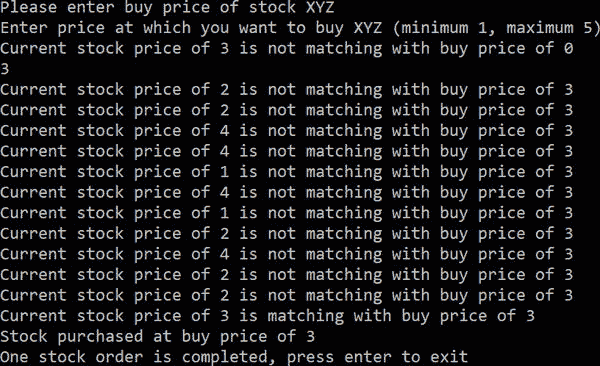 Please enter buy price of stock XYZ
Enter price at which you want to buy XYZ (minimum 1, maximum 5)
Current stock price of 3 is not matching with buy price of 0
3
Current stock price of 2 is not matching with buy price of 3
Current stock price of 2 is not matching with buy price of 3
Current stock price of 4 is not matching with buy price of 3
Current stock price of 4 is not matching with buy price of 3
Current stock price of 1 is not matching with buy price of 3
Current stock price of 4 is not matching with buy price of 3
Current stock price of 1 is not matching with buy price of 3
Current stock price of 2 is not matching with buy price of 3
Current stock price of 4 is not matching with buy price of 3
Current stock price of 2 is not matching with buy price of 3
Current stock price of 2 is not matching with buy price of 3
Current stock price of 3 is matching with buy price of 3
Stock purchased at buy price of 3
One stock order is completed, press enter to exit